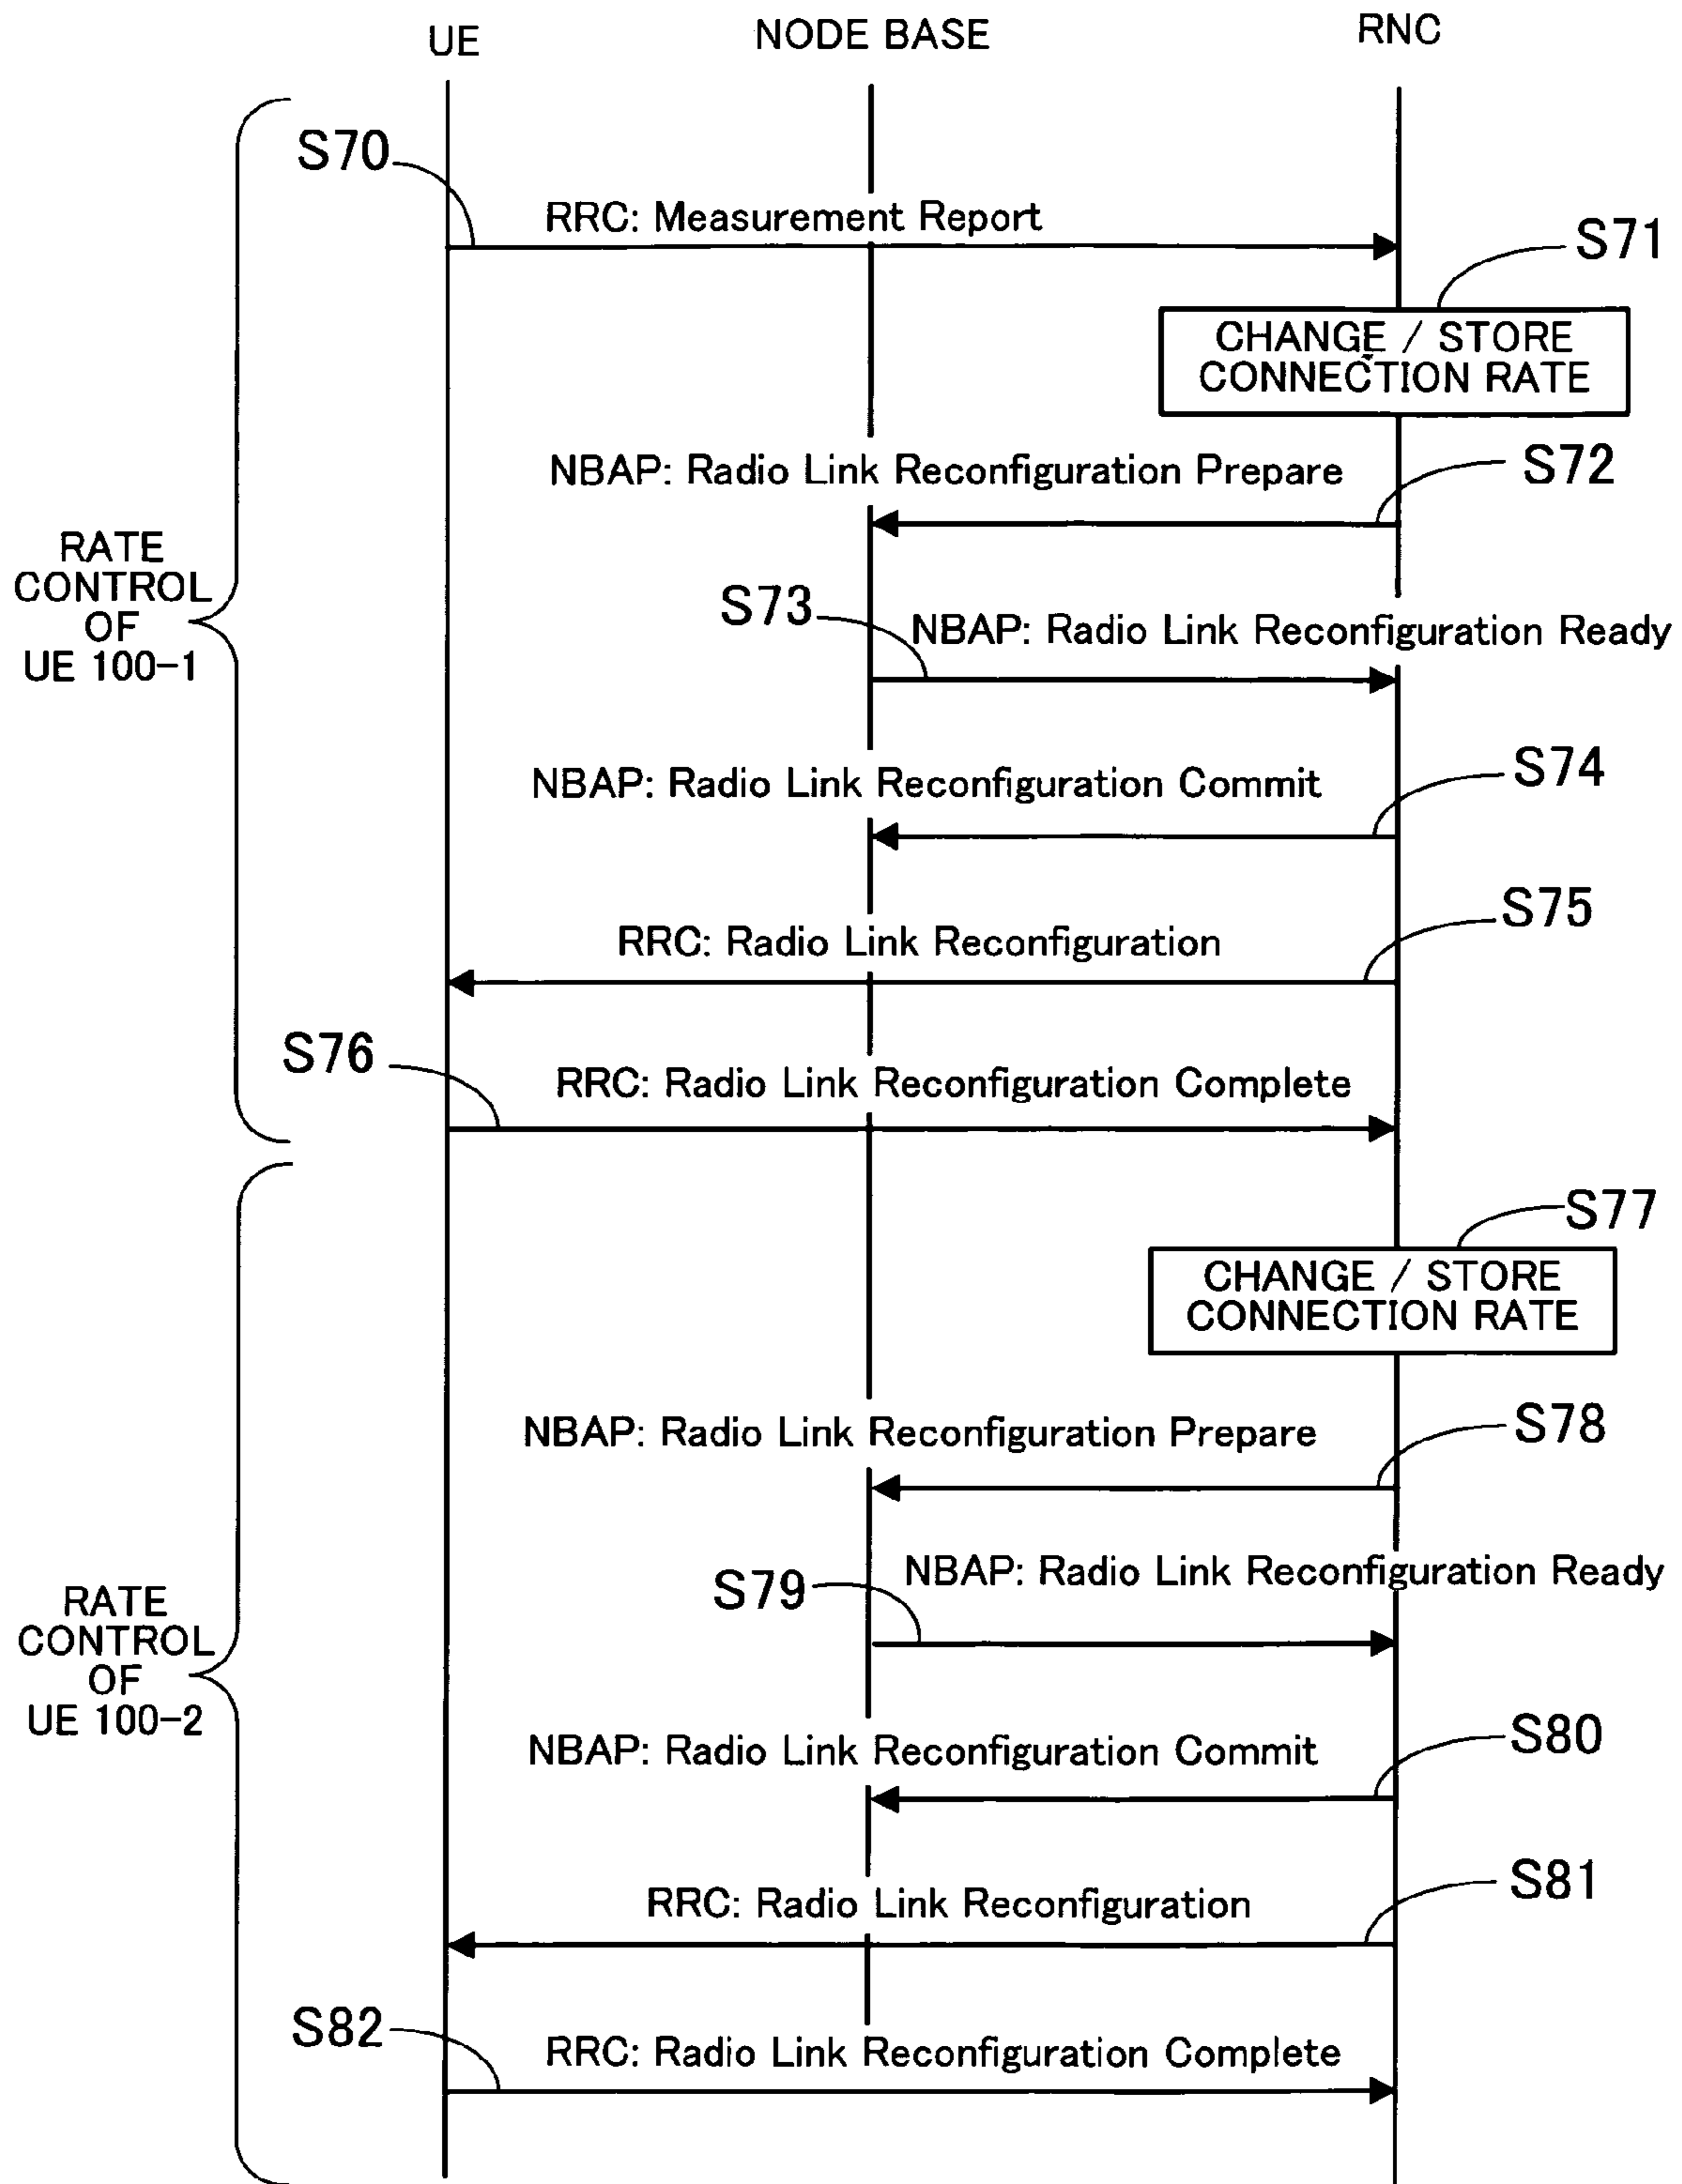 UE
NODE BASE
RNC
S70
RRC: Measurement Report
S71
CHANGE / STORE
CONNECTION RATE
NBAP: Radio Link Reconfiguration Prepare
S72
RATE
CONTROL
OF
UE 100-1
S73
NBAP: Radio Link Reconfiguration Ready
NBAP: Radio Link Reconfiguration Commit
S74
RRC: Radio Link Reconfiguration
S75
S76
RRC: Radio Link Reconfiguration Complete
S77
CHANGE / STORE
CONNECTION RATE
NBAP: Radio Link Reconfiguration Prepare
S78
S79
NBAP: Radio Link Reconfiguration Ready
RATE
CONTROL
OF
UE 100-2
NBAP: Radio Link Reconfiguration Commit
S80
RRC: Radio Link Reconfiguration
S81
S82
RRC: Radio Link Reconfiguration Complete